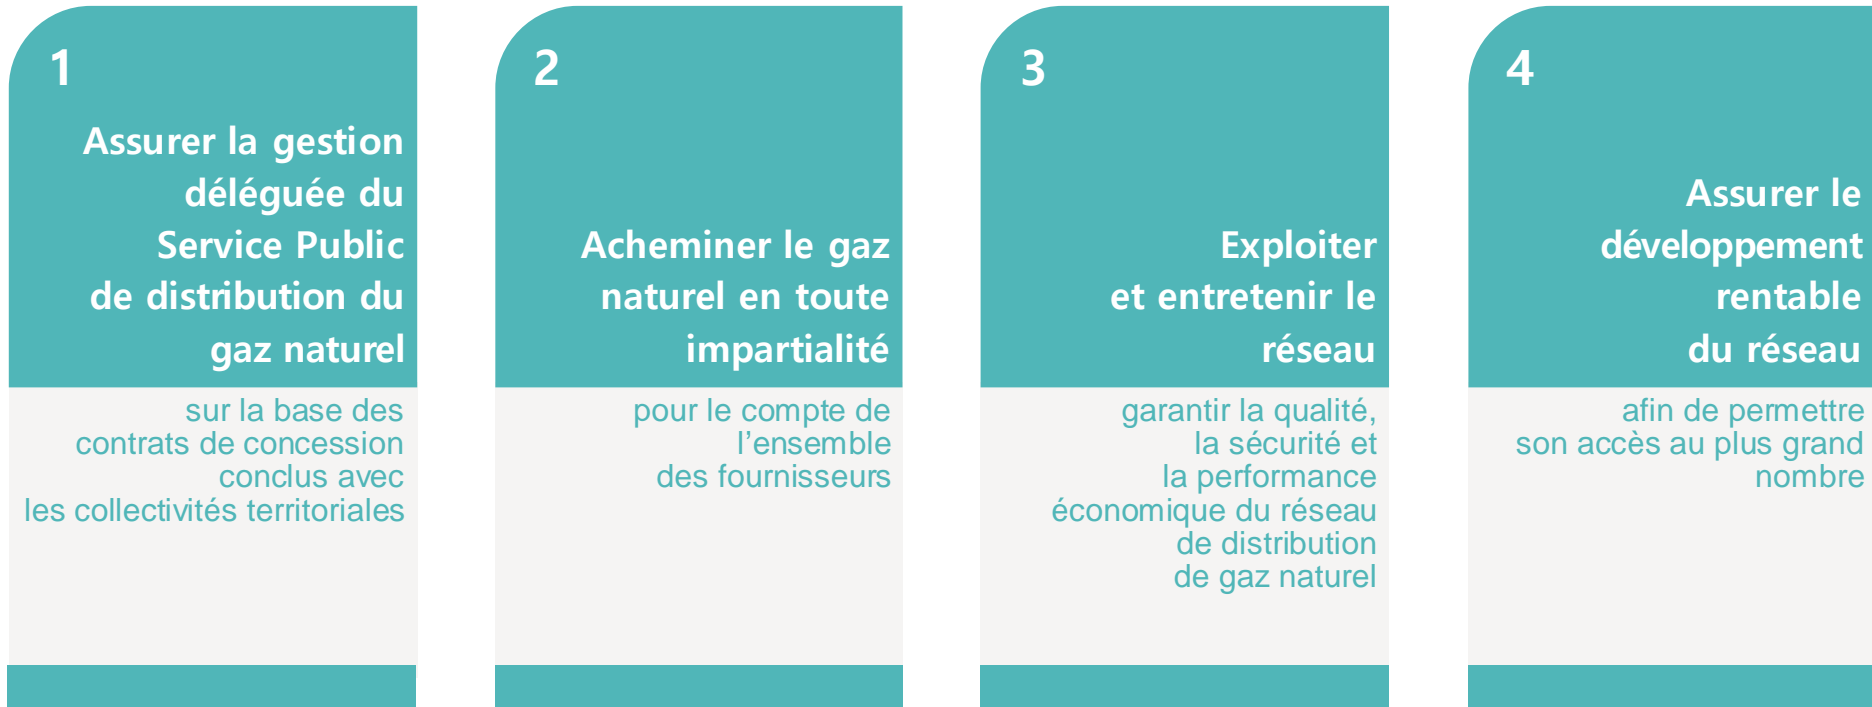 1
Assurer la gestion
déléguée du
Service Public
de distribution du
gaz naturel
sur la base des
contrats de concession
conclus avec
les collectivités territoriales
2
Acheminer le gaz
naturel en toute
impartialité
pour le compte de
l’ensemble
des fournisseurs
3
Exploiter
et entretenir le
réseau
garantir la qualité,
la sécurité et
la performance
économique du réseau
de distribution
de gaz naturel
4
Assurer le
développement
rentable
du réseau
afin de permettre
son accès au plus grand
nombre